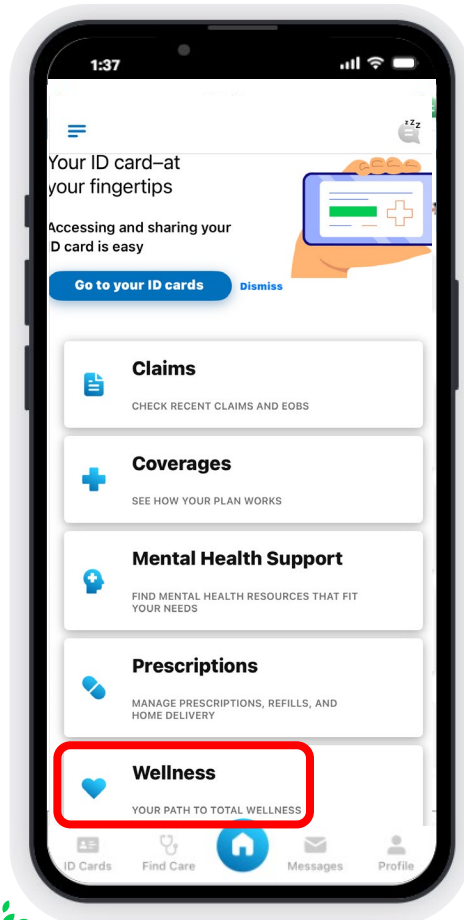 1:37
zzz
Your ID card–at
your fingertips
Accessing and sharing your
ID card is easy
Go to your ID cards
Dismiss
Claims
CHECK RECENT CLAIMS AND EOBS
Coverages
SEE HOW YOUR PLAN WORKS
Mental Health Support
FIND MENTAL HEALTH RESOURCES THAT FIT
YOUR NEEDS
Prescriptions
MANAGE PRESCRIPTIONS, REFILLS, AND
HOME DELIVERY
Wellness
YOUR PATH TO TOTAL WELLNESS
ID Cards
Find Care
Messages
Profile